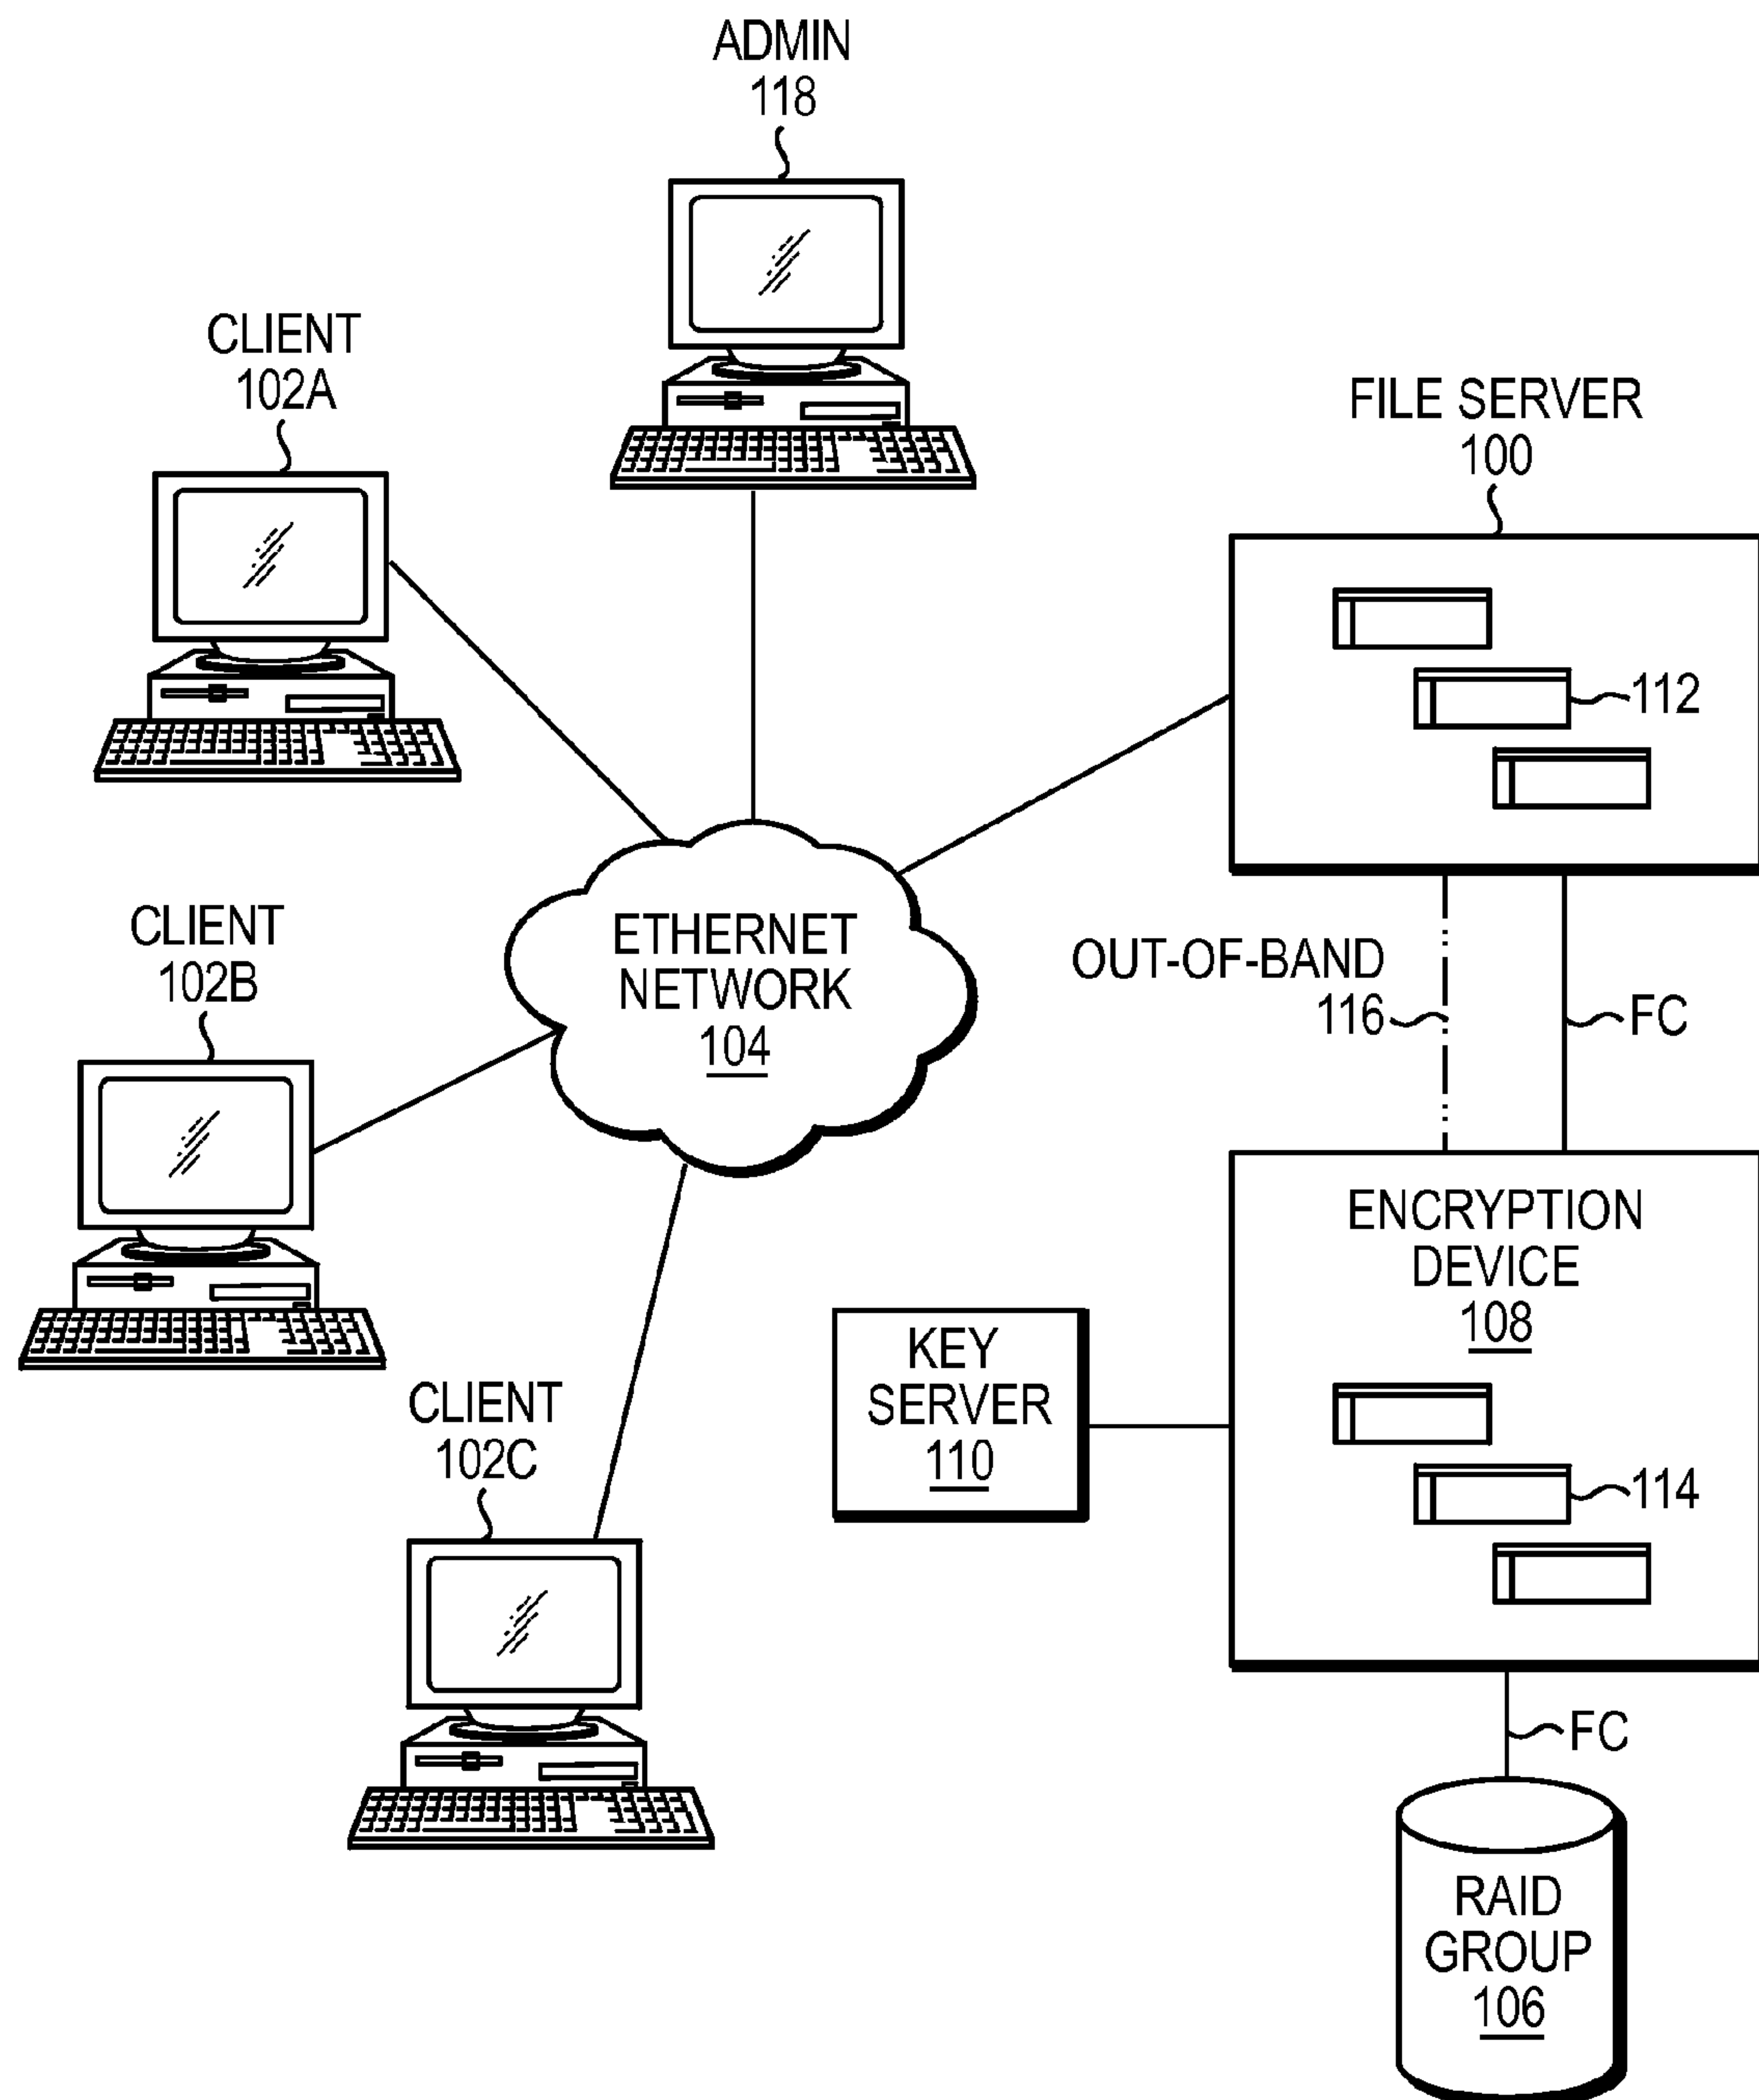 ADMIN
118
CLIENT
102A
FILE SERVER
100
112
CLIENT
102B
ETHERNET
NETWORK
104
OUT-OF-BAND
116
FC
ENCRYPTION
DEVICE
108
KEY
SERVER
110
114
CLIENT
102C
FC
RAID
GROUP
106